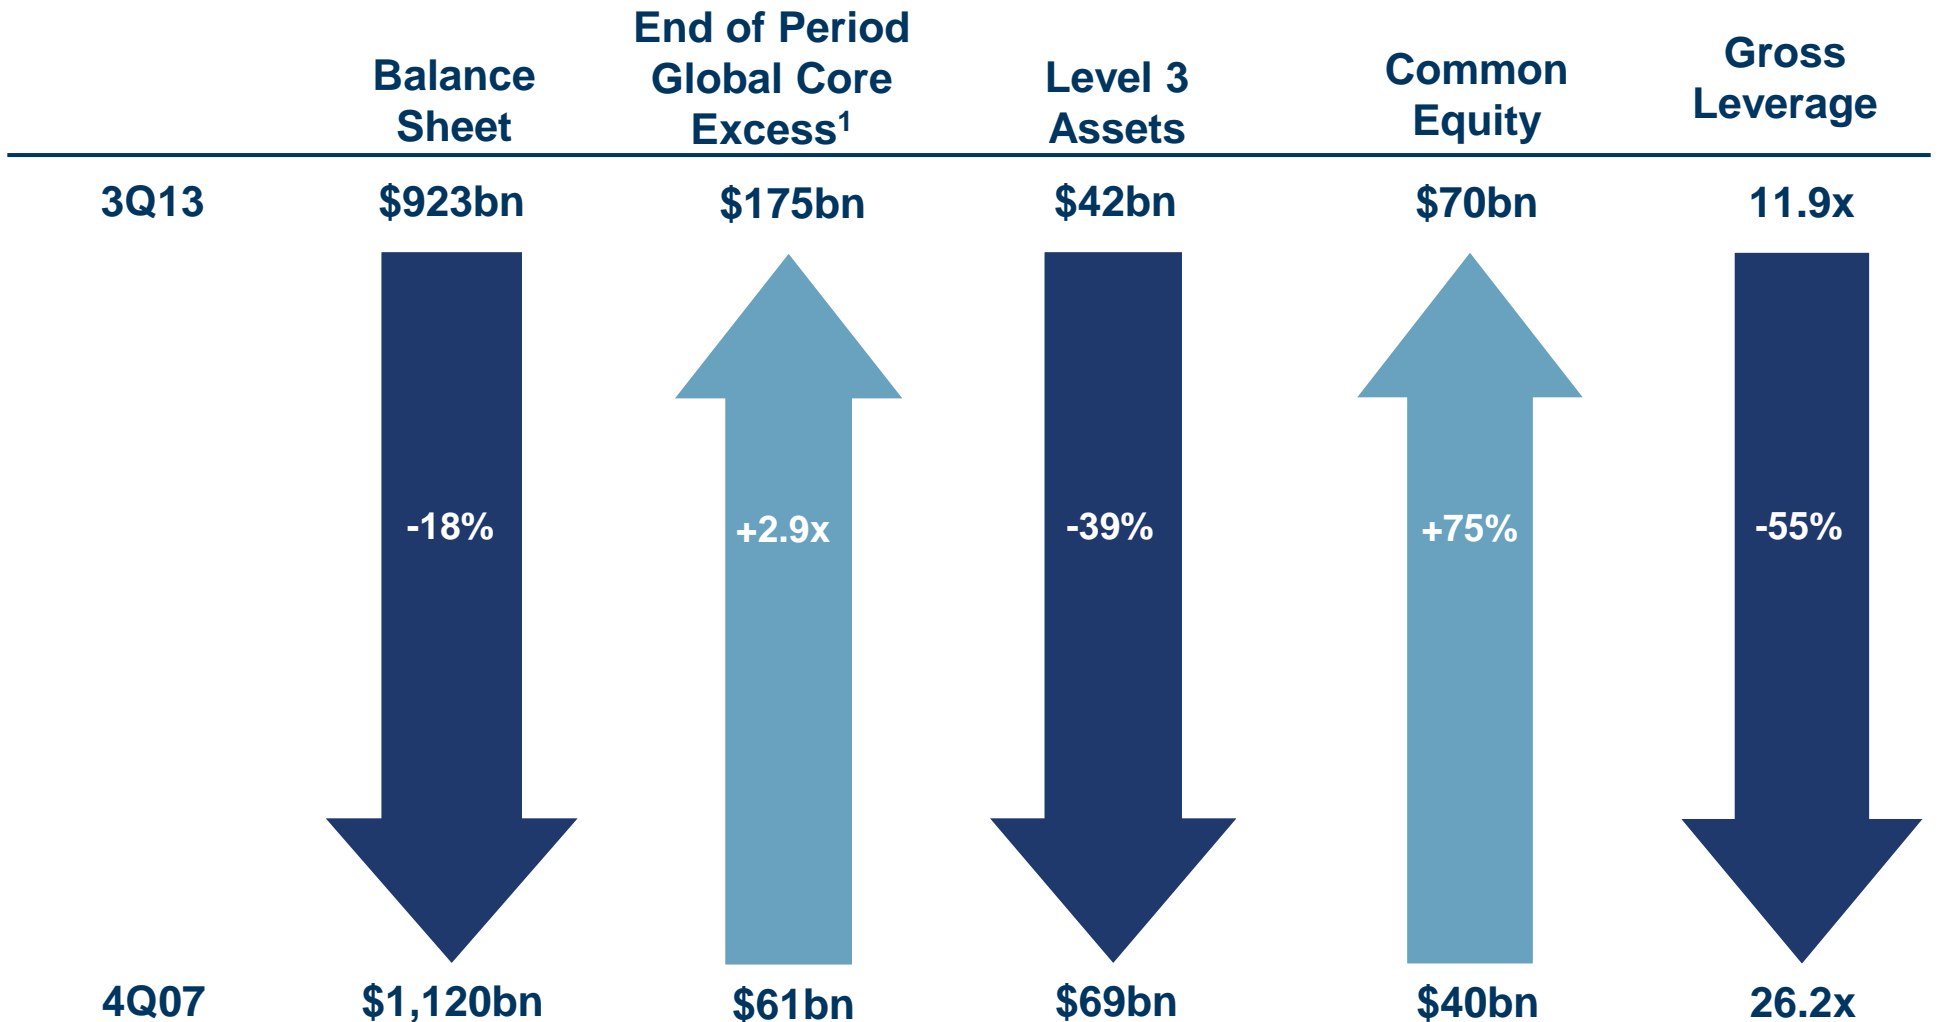 Balance
Sheet
End of Period
Global Core
Excess¹
Level 3
Assets
Common
Equity
Gross
Leverage
3Q13 $923bn $175bn $42bn $70bn 11.9x
-18% +2.9x -39% +75% -55%
4Q07 $1,120bn $61bn $69bn $40bn 26.2x